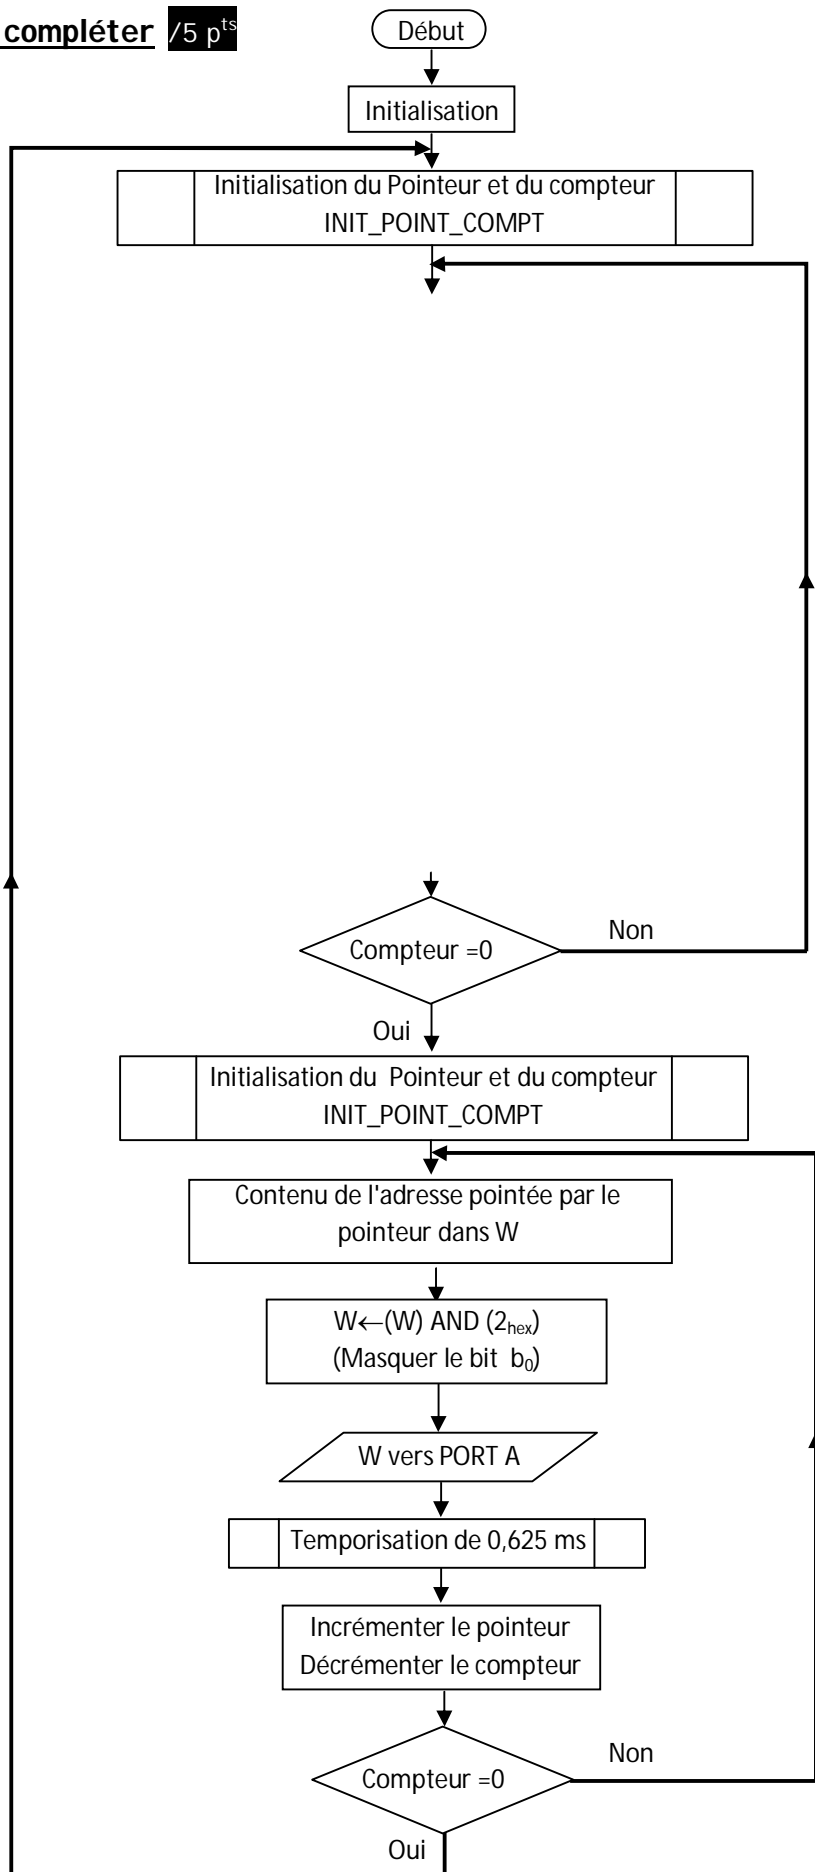 compléter /5 pts
Début
Initialisation
Initialisation du Pointeur et du compteur
INIT_POINT_COMPT
Compteur =0
Non
Oui
Initialisation du Pointeur et du compteur
INIT_POINT_COMPT
Contenu de l'adresse pointée par le
pointeur dans W
W←(W) AND (2hex)
(Masquer le bit b0)
W vers PORT A
Temporisation de 0,625 ms
Incrémenter le pointeur
Décrémenter le compteur
Compteur =0
Non
Oui